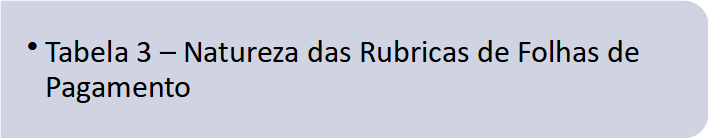 • Tabela 3 – Natureza das Rubricas de Folhas de
Pagamento